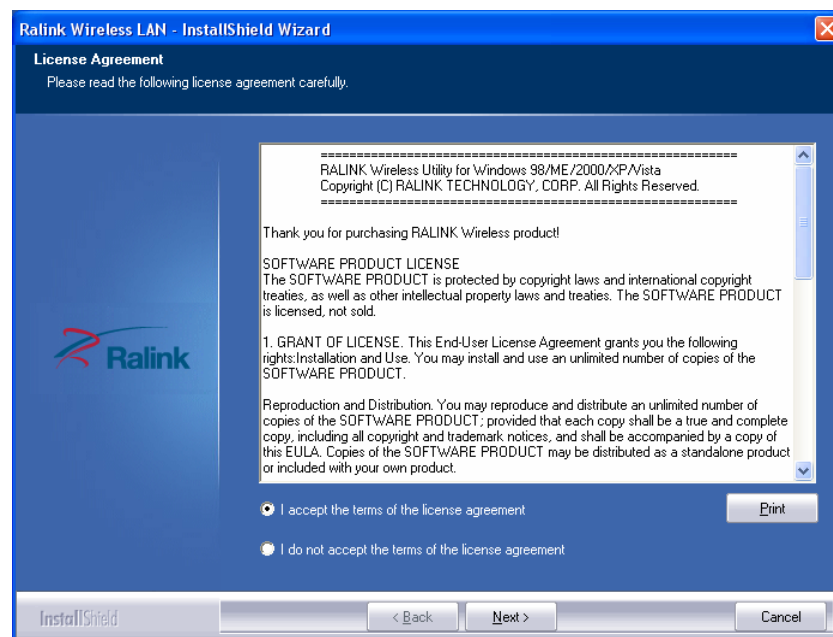 Ralink Wireless LAN - InstallShield Wizard
License Agreement
Please read the following license agreement carefully.
==========================================================
RALINK Wireless Utility for Windows 98/ME/2000/XP/Vista
Copyright (C) RALINK TECHNOLOGY, CORP. All Rights Reserved.
==========================================================
Thank you for purchasing RALINK Wireless product!
SOFTWARE PRODUCT LICENSE
The SOFTWARE PRODUCT is protected by copyright laws and international copyright
treaties, as well as other intellectual property laws and treaties. The SOFTWARE PRODUCT
is licensed, not sold.
1. GRANT OF LICENSE. This End-User License Agreement grants you the following
rights:Installation and Use. You may install and use an unlimited number of copies of the
SOFTWARE PRODUCT.
Reproduction and Distribution. You may reproduce and distribute an unlimited number of
copies of the SOFTWARE PRODUCT; provided that each copy shall be a true and complete
copy, including all copyright and trademark notices, and shall be accompanied by a copy of
this EULA. Copies of the SOFTWARE PRODUCT may be distributed as a standalone product
or included with your own product.
Ralink
I accept the terms of the license agreement
Print
I do not accept the terms of the license agreement
InstallShield
< Back
Next >
Cancel